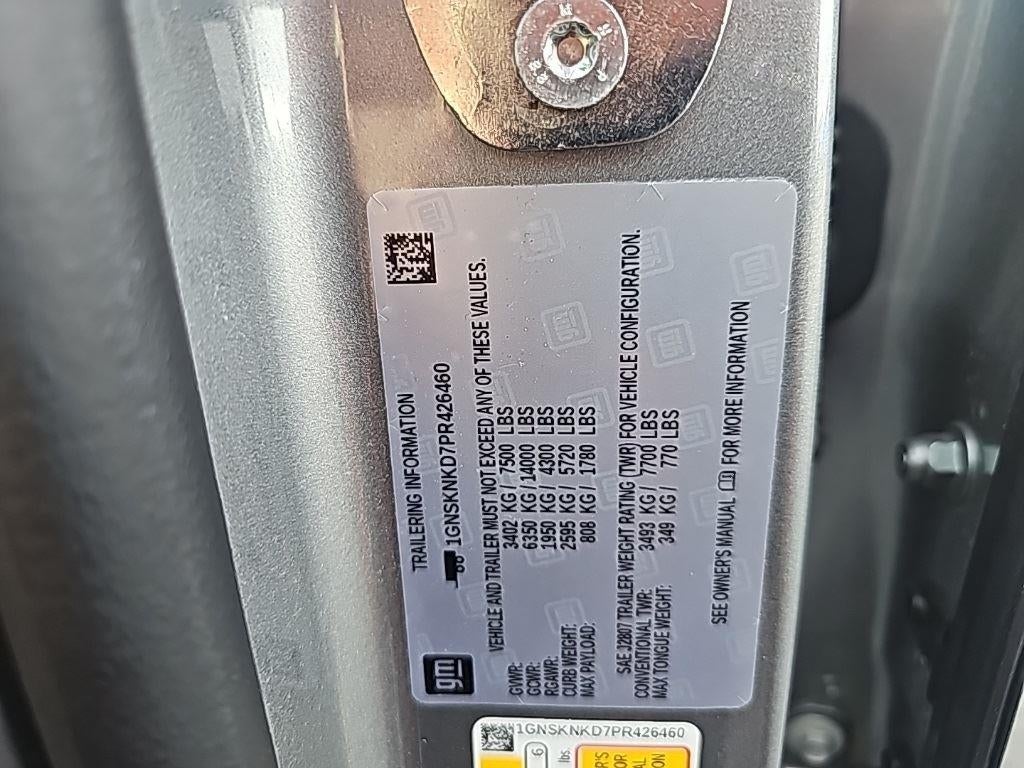 TRAILERING INFORMATION
1GNSKNKD7PR426460
gm
VEHICLE AND TRAILER MUST NOT EXCEED ANY OF THESE VALUES.
GVWR: 3402 KG / 7500 LBS
GCWR: 6350 KG / 14000 LBS
RGAWR: 1950 KG / 4300 LBS
CURB WEIGHT: 2595 KG / 5720 LBS
MAX PAYLOAD: 808 KG / 1780 LBS
SAE J2807 TRAILER WEIGHT RATING (TWR) FOR VEHICLE CONFIGURATION.
CONVENTIONAL TWR: 3493 KG / 7700 LBS
MAX TONGUE WEIGHT: 349 KG / 770 LBS
SEE OWNER'S MANUAL FOR MORE INFORMATION
1GNSKNKD7PR426460
6
lbs.